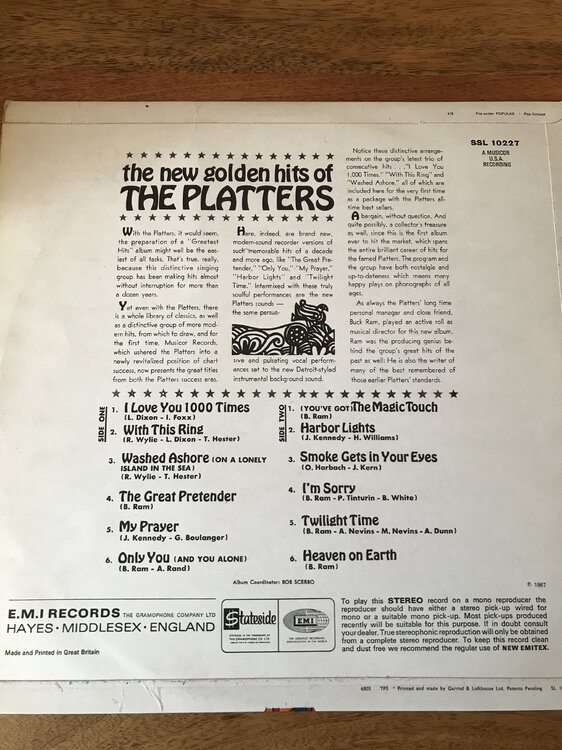 418 File under POPULAR · Pop Groups
SSL 10227
A MUSICOR
U.S.A.
RECORDING
the new golden hits of
THE PLATTERS
With the Platters, it would seem,
the preparation of a "Greatest
Hits" album might well be the eas-
iest of all tasks. That's true, really,
because this distinctive singing
group has been making hits almost
without interruption for more than
a dozen years.
Yet even with the Platters, there
is a whole library of classics, as well
as a distinctive group of more mod-
ern hits, from which to draw, and for
the first time, Musicor Records,
which ushered the Platters into a
newly revitalized position of chart
success, now presents the great titles
from both the Platters success eras.
Here, indeed, are brand new,
modern-sound recorder versions of
such memorable hits of a decade
and more ago, like "The Great Pre-
tender," "Only You," "My Prayer,"
"Harbor Lights" and "Twilight
Time." Intermixed with these truly
soulful performances are the new
Platters sounds —
the same persua-
sive and pulsating vocal perform-
ances set to the new Detroit-styled
instrumental background sound.
Notice these distinctive arrange-
ments on the group's latest trio of
consecutive hits . . . "I Love You
1,000 Times," "With This Ring" and
"Washed Ashore," all of which are
included here for the very first time
as a package with the Platters all-
time best sellers.
A bargain, without question. And
quite possibly, a collector's treasure
as well, since this is the first album
ever to hit the market, which spans
the entire brilliant career of hits for
the famed Platters. The program and
the group have both nostalgia and
up-to-dateness which means many
happy plays on phonographs of all
ages.
As always the Platters' long time
personal manager and close friend,
Buck Ram, played an active roll as
musical director for this new album.
Ram was the producing genius be-
hind the group's great hits of the
past as well; He is also the writer of
many of the best remembered of
those earlier Platters' standards.
SIDE ONE
1. I Love You 1000 Times
(L. Dixon - I. Foxx)
2. With This Ring
(R. Wylie - L. Dixon - T. Hester)
3. Washed Ashore (ON A LONELY
ISLAND IN THE SEA)
(R. Wylie - T. Hester)
4. The Great Pretender
(B. Ram)
5. My Prayer
(J. Kennedy - G. Boulanger)
6. Only You (AND YOU ALONE)
(B. Ram - A. Rand)
SIDE TWO
1. (YOU'VE GOT) The Magic Touch
(B. Ram)
2. Harbor Lights
(J. Kennedy - H. Williams)
3. Smoke Gets in Your Eyes
(O. Harbach - J. Kern)
4. I'm Sorry
(B. Ram - P. Tinturin - B. White)
5. Twilight Time
(B. Ram - A. Nevins - M. Nevins - A. Dunn)
6. Heaven on Earth
(B. Ram)
Album Coordinator: BOB SCERBO
℗ 1967
E.M.I RECORDS THE GRAMOPHONE COMPANY LTD
HAYES · MIDDLESEX · ENGLAND
Made and Printed in Great Britain
Stateside
STATESIDE IS THE TRADEMARK OF
THE GRAMOPHONE CO. LTD
EMI
THE GREATEST RECORDING
ORGANISATION IN THE WORLD
To play this STEREO record on a mono reproducer the
reproducer should have either a stereo pick-up wired for
mono or a suitable mono pick-up. Most pick-ups produced
recently will be suitable for this purpose. If in doubt consult
your dealer. True stereophonic reproduction will only be obtained
from a complete stereo reproducer. To keep this record clean
and dust free we recommend the regular use of NEW EMITEX.
6803 TPS * Printed and made by Garrod & Lofthouse Ltd Patents Pending SL